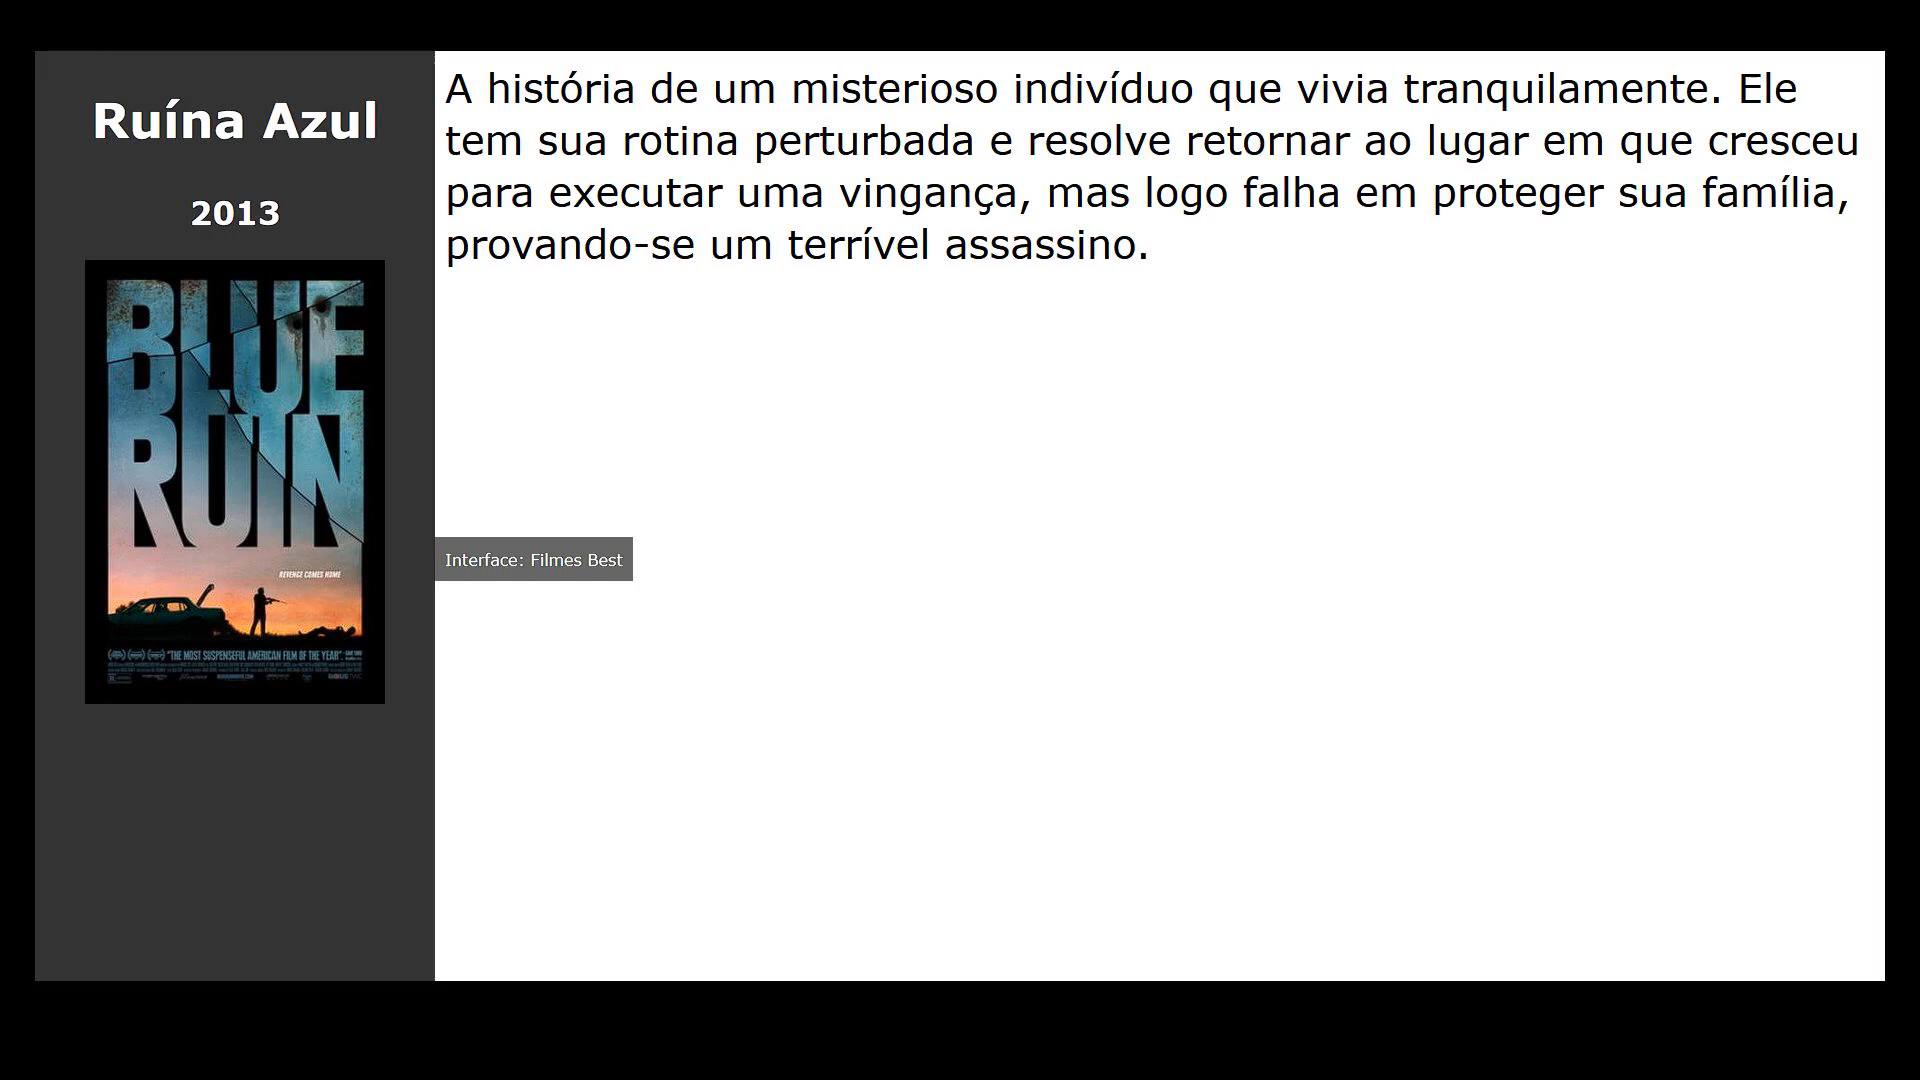 Ruína Azul
2013
BLUE
RUIN
REVENGE COMES HOME
"THE MOST SUSPENSEFUL AMERICAN FILM OF THE YEAR"
A história de um misterioso indivíduo que vivia tranquilamente. Ele
tem sua rotina perturbada e resolve retornar ao lugar em que cresceu
para executar uma vingança, mas logo falha em proteger sua família,
provando-se um terrível assassino.
Interface: Filmes Best